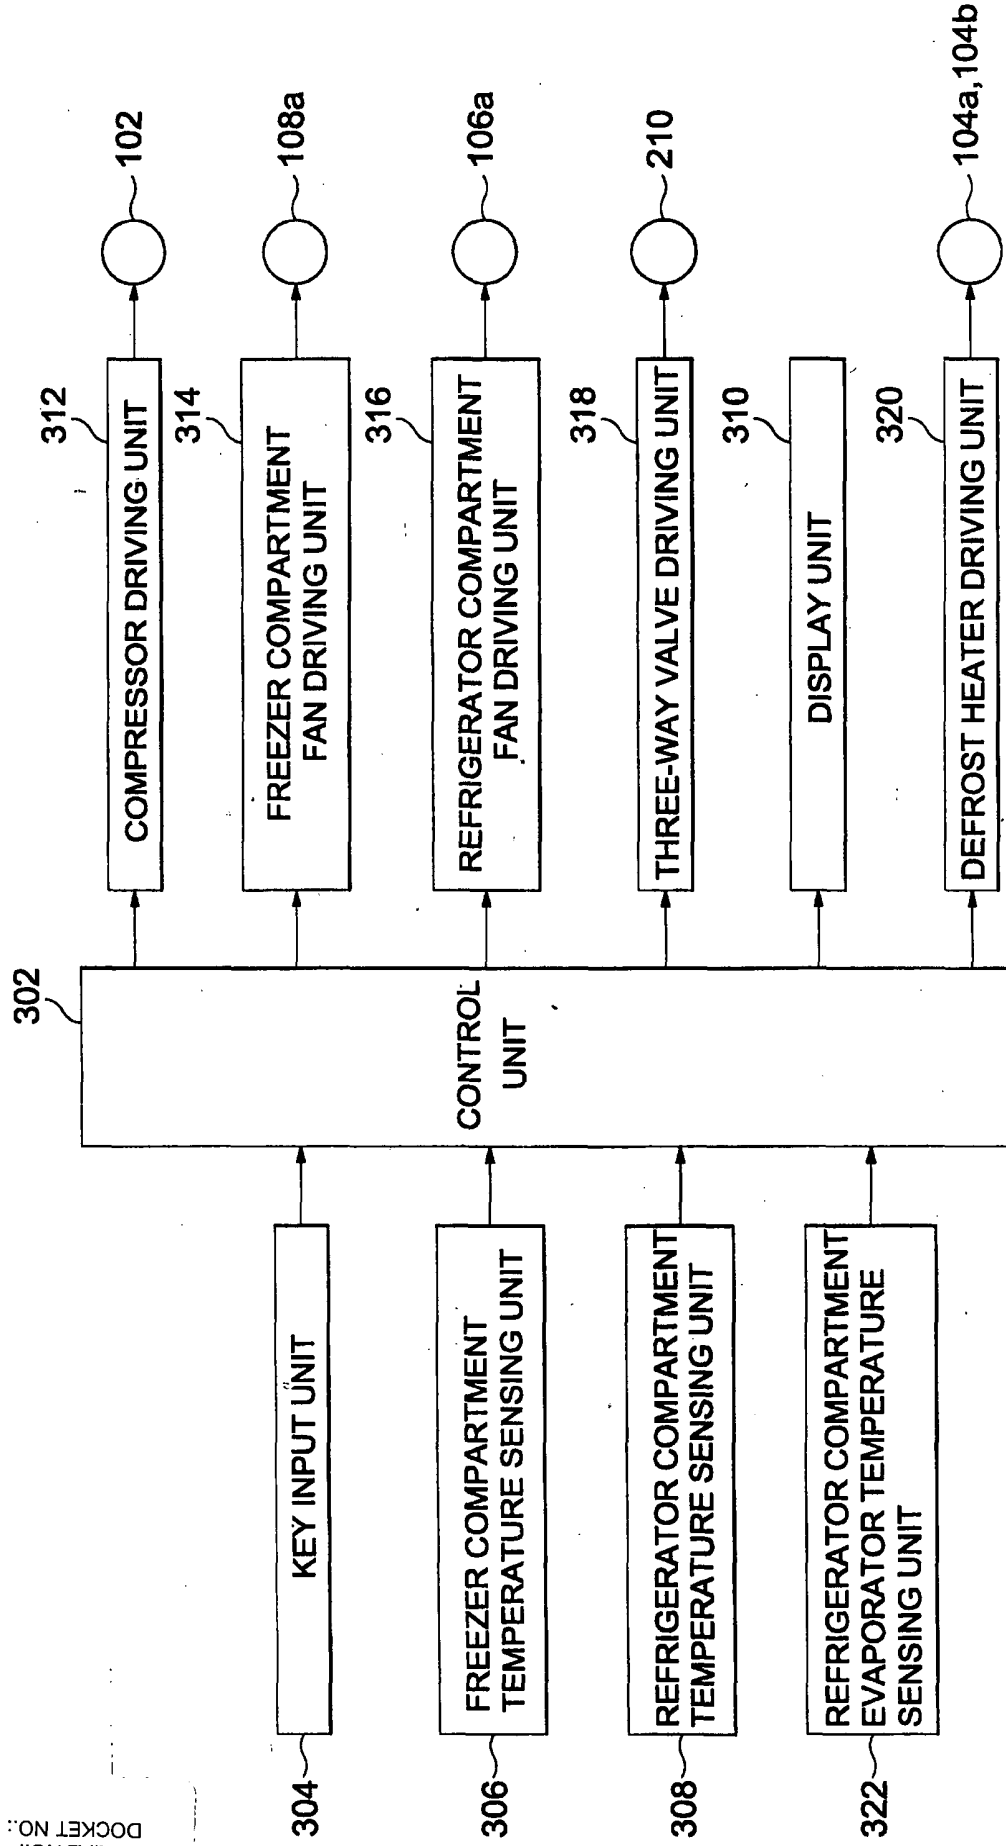 302
304
KEY INPUT UNIT
306
FREEZER COMPARTMENT
TEMPERATURE SENSING UNIT
308
REFRIGERATOR COMPARTMENT
TEMPERATURE SENSING UNIT
322
REFRIGERATOR COMPARTMENT
EVAPORATOR TEMPERATURE
SENSING UNIT
CONTROL
UNIT
312
COMPRESSOR DRIVING UNIT
102
314
FREEZER COMPARTMENT
FAN DRIVING UNIT
108a
316
REFRIGERATOR COMPARTMENT
FAN DRIVING UNIT
106a
318
THREE-WAY VALVE DRIVING UNIT
210
310
DISPLAY UNIT
320
DEFROST HEATER DRIVING UNIT
104a,104b
DOCKET NO.: